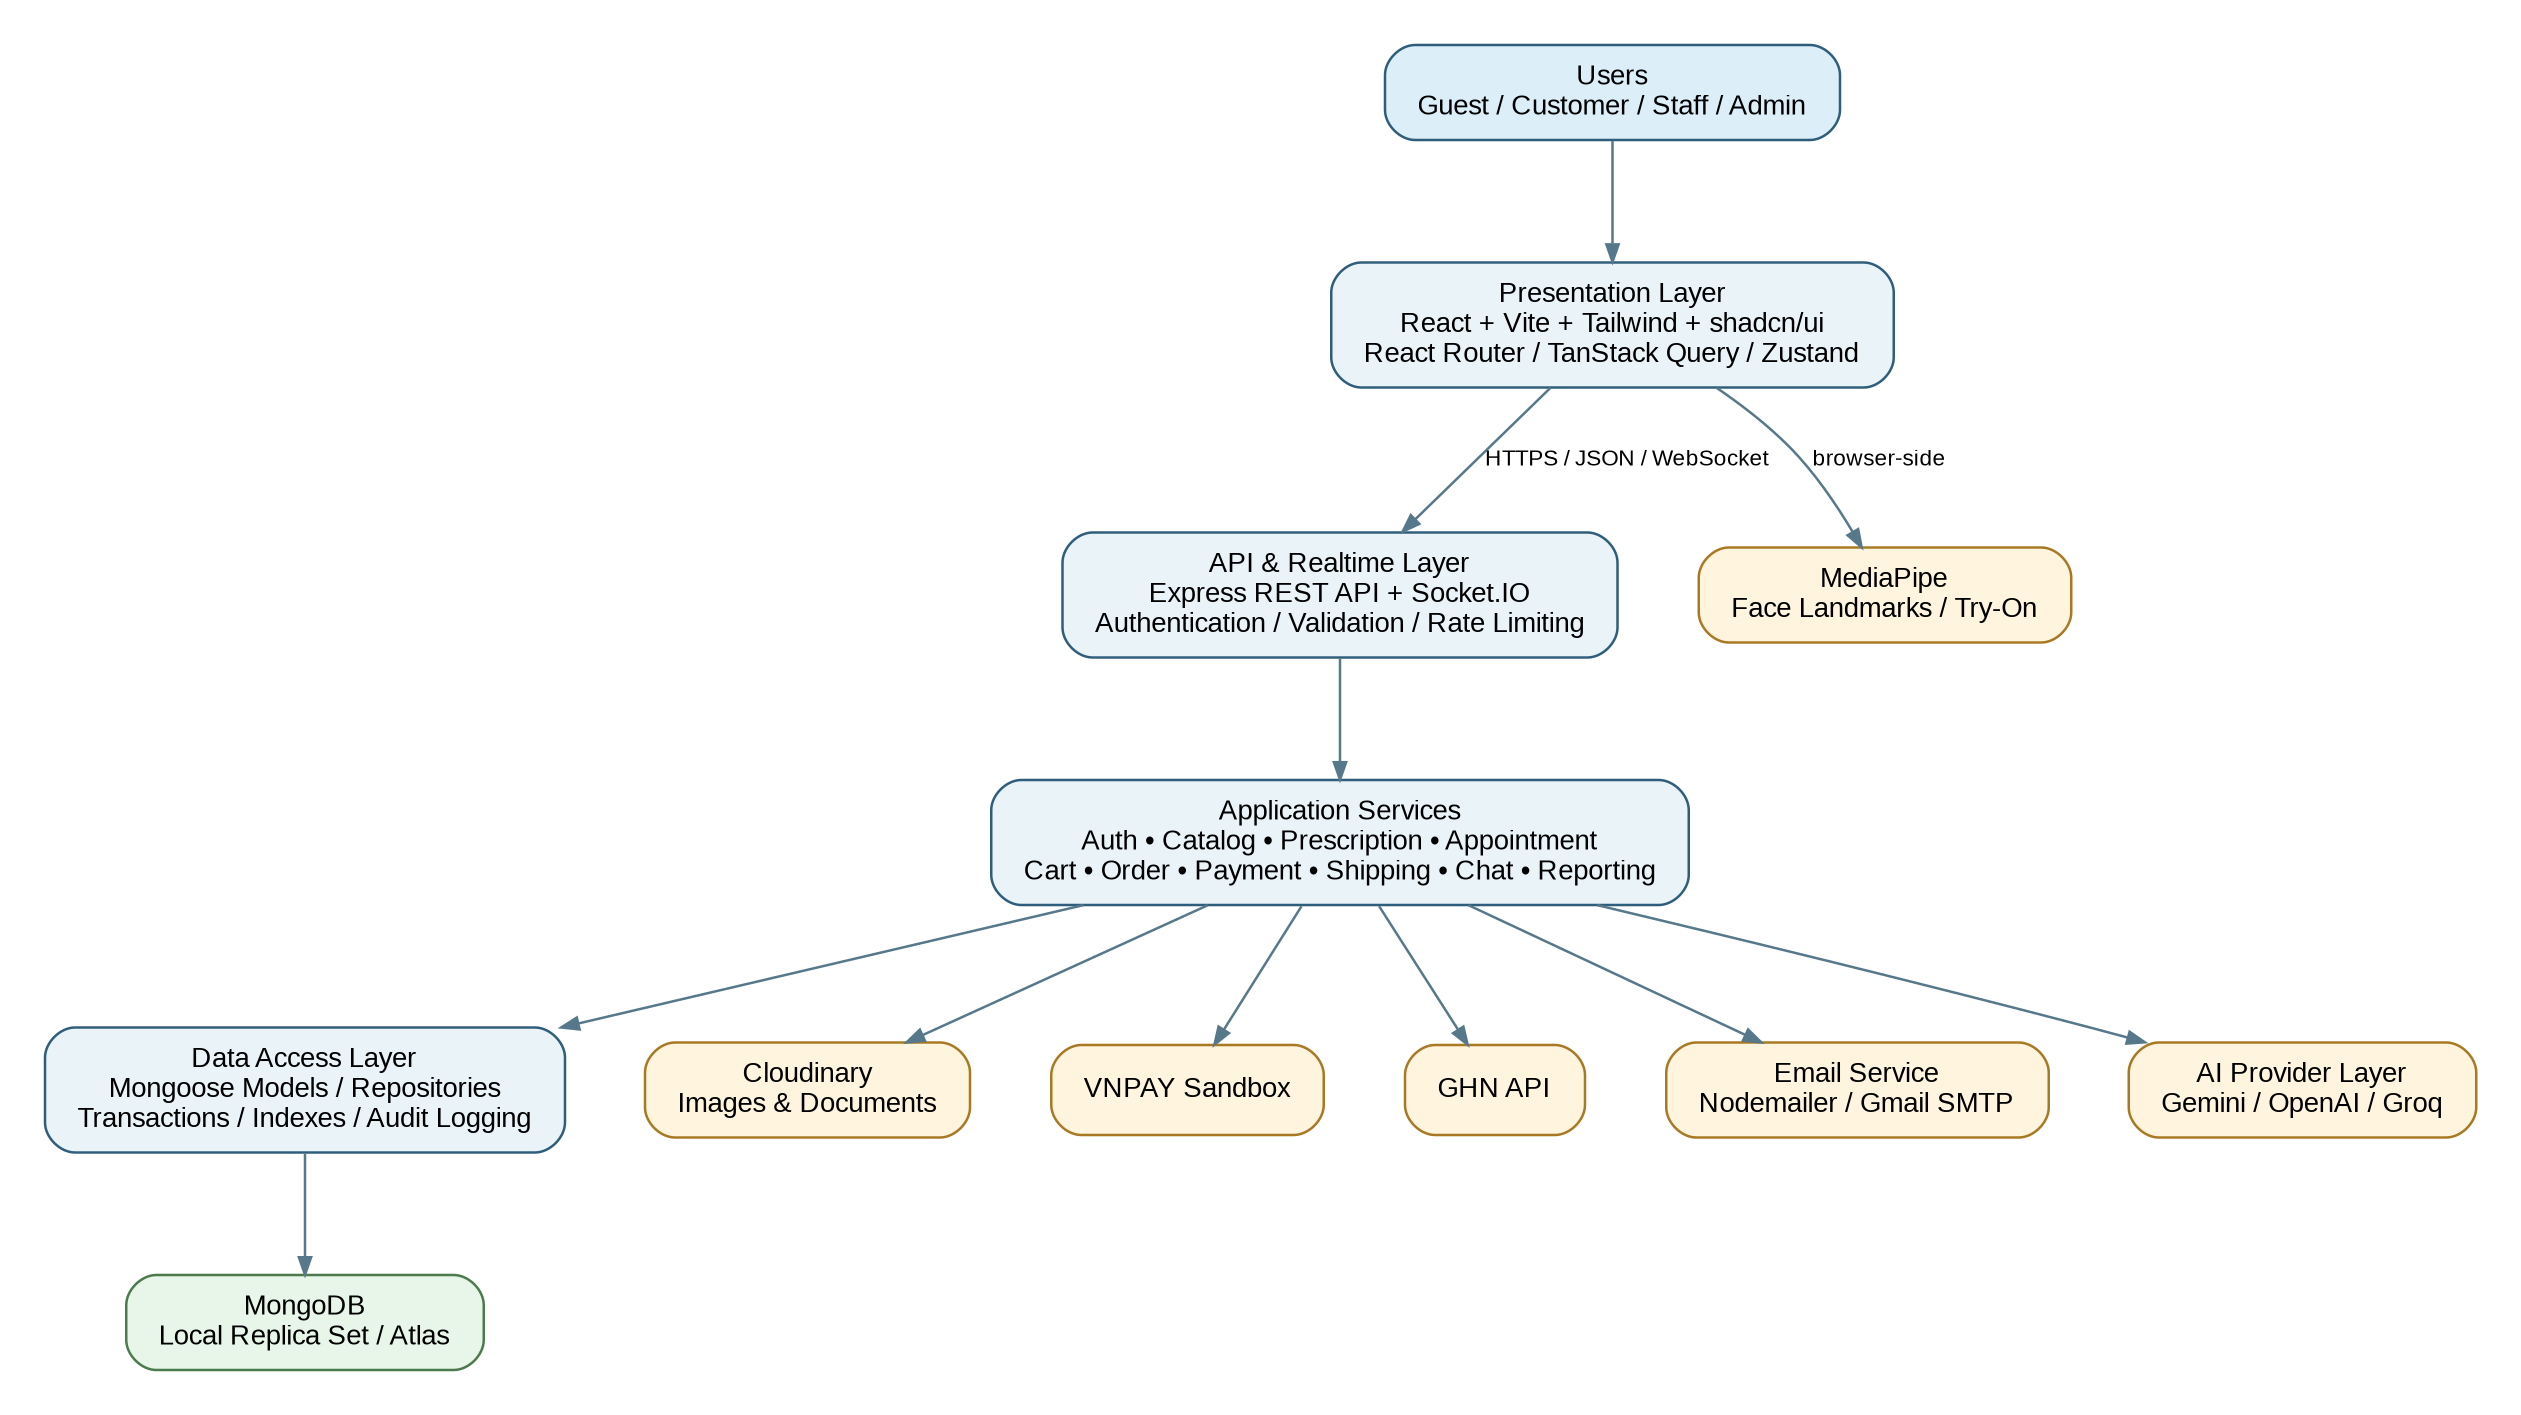 Users
Guest / Customer / Staff / Admin
Presentation Layer
React + Vite + Tailwind + shadcn/ui
React Router / TanStack Query / Zustand
HTTPS / JSON / WebSocket
browser-side
API & Realtime Layer
Express REST API + Socket.IO
Authentication / Validation / Rate Limiting
MediaPipe
Face Landmarks / Try-On
Application Services
Auth • Catalog • Prescription • Appointment
Cart • Order • Payment • Shipping • Chat • Reporting
Data Access Layer
Mongoose Models / Repositories
Transactions / Indexes / Audit Logging
Cloudinary
Images & Documents
VNPAY Sandbox
GHN API
Email Service
Nodemailer / Gmail SMTP
AI Provider Layer
Gemini / OpenAI / Groq
MongoDB
Local Replica Set / Atlas